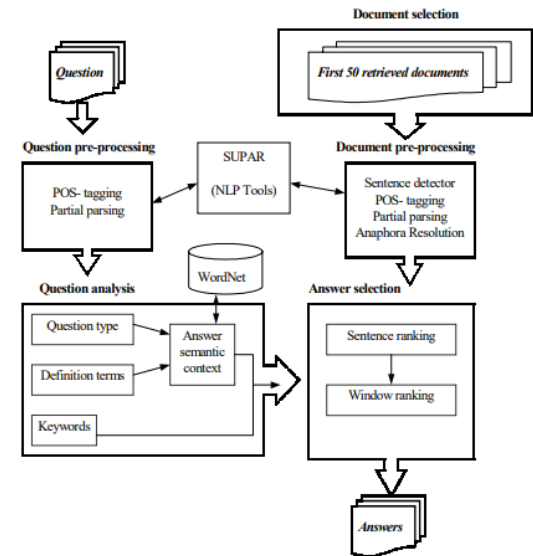 Document selection
Question
First 50 retrieved documents
Question pre-processing
Document pre-processing
SUPAR
(NLP Tools)
POS- tagging
Partial parsing
Sentence detector
POS- tagging
Partial parsing
Anaphora Resolution
WordNet
Question analysis
Answer selection
Question type
Answer
semantic
context
Definition terms
Keywords
Sentence ranking
Window ranking
Answers